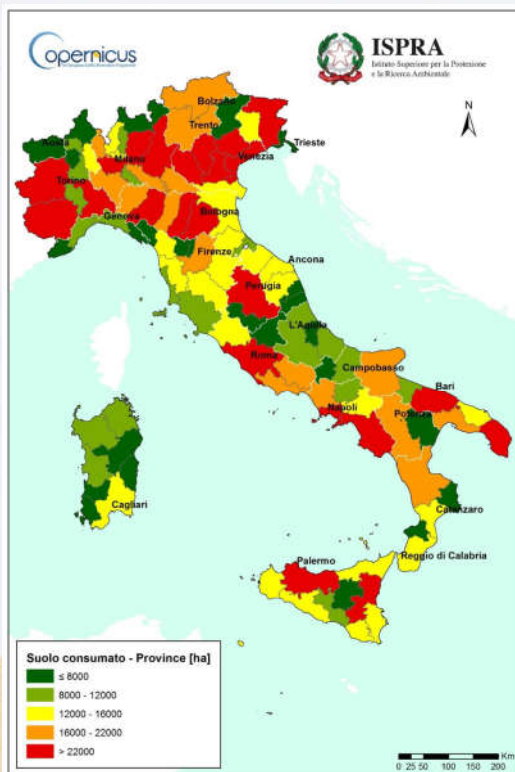 Copernicus
ISPRA
Istituto Superiore per la Protezione
e la Ricerca Ambientale
N
Bolzano
Trento
Aosta
Trieste
Milano
Venezia
Torino
Genova
Bologna
Firenze
Ancona
Perugia
L'Aquila
Roma
Campobasso
Bari
Napoli
Potenza
Cagliari
Catanzaro
Reggio di Calabria
Palermo
Suolo consumato - Province [ha]
≤ 8000
8000 - 12000
12000 - 16000
16000 - 22000
> 22000
Km
0 25 50 100 150 200